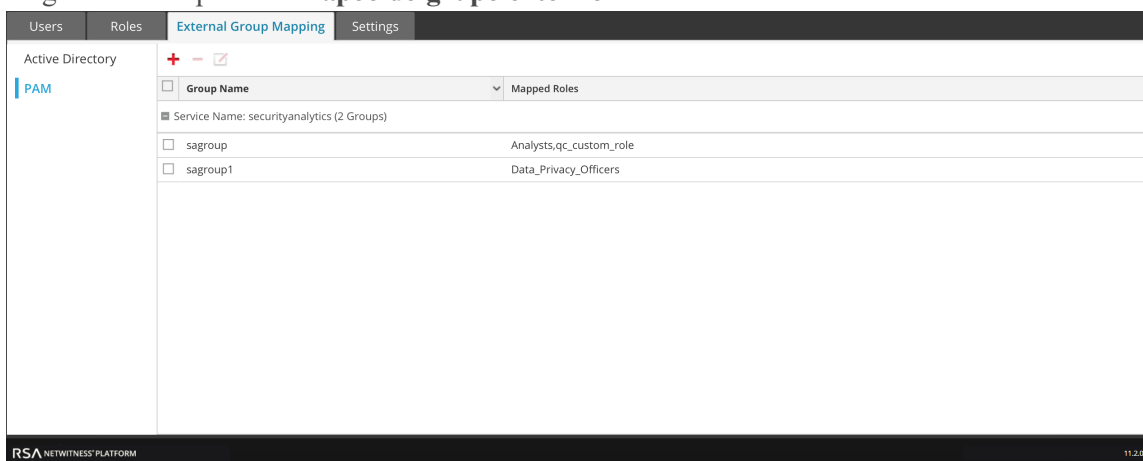 Users Roles External Group Mapping Settings
Active Directory
PAM
Group Name Mapped Roles
Service Name: securityanalytics (2 Groups)
sagroup Analysts,qc_custom_role
sagroup1 Data_Privacy_Officers
RSA NETWITNESS® PLATFORM 11.2.0